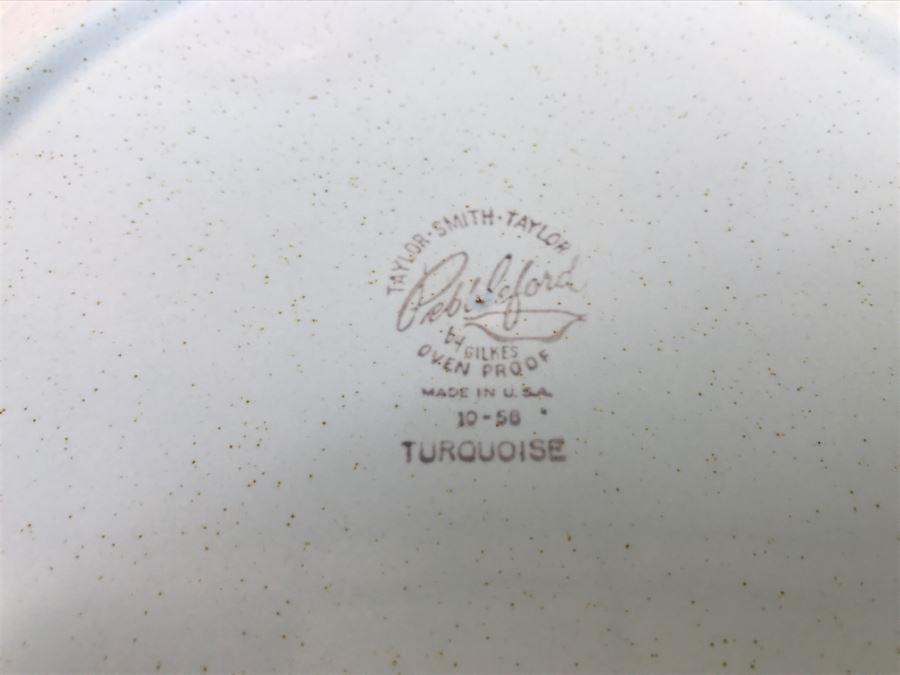 TAYLOR·SMITH·TAYLOR
Pebbleford
by GILKES
OVEN PROOF
MADE IN U.S.A.
10-58
TURQUOISE